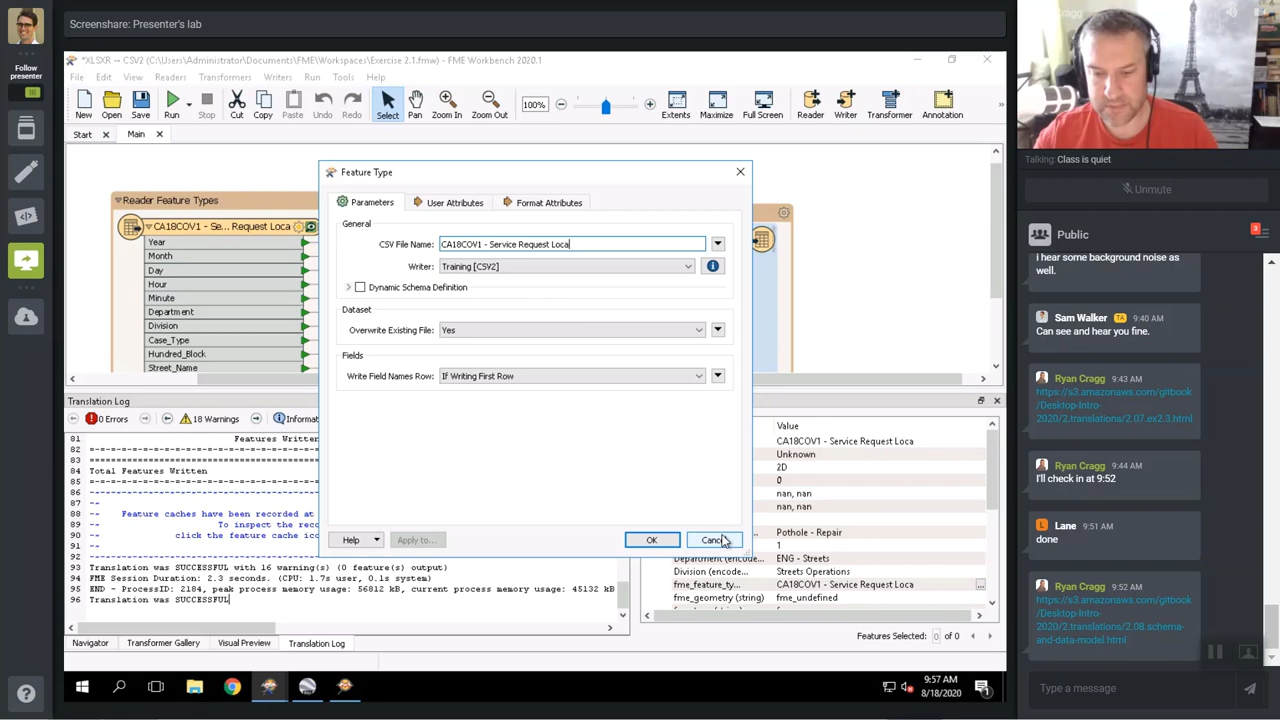 Screenshare: Presenter's lab
Follow
presenter
*XLSXR → CSV2 (C:\Users\Administrator\Documents\FME\Workspaces\Exercise 2.1.fmw) - FME Workbench 2020.1
File Edit View Readers Transformers Writers Run Tools Help
New Open Save Run Stop Cut Copy Paste Undo Redo Select Pan Zoom In Zoom Out 100% Extents Maximize Full Screen Reader Writer Transformer Annotation
Start Main
Reader Feature Types
CA18COV1 - Se... Request Loca
Year
Month
Day
Hour
Minute
Department
Division
Case_Type
Hundred_Block
Street_Name
Feature Type
Parameters User Attributes Format Attributes
General
CSV File Name: CA18COV1 - Service Request Loca
Writer: Training [CSV2]
Dynamic Schema Definition
Dataset
Overwrite Existing File: Yes
Fields
Write Field Names Row: If Writing First Row
Help Apply to... OK Cancel
Translation Log
0 Errors 18 Warnings Informat
81 Features Written
82
83
84 Total Features Written
85
86
87
88 Feature caches have been recorded at
89 To inspect the reco
90 click the feature cache ico
93 Translation was SUCCESSFUL with 16 warning(s) (0 feature(s) output)
94 FME Session Duration: 2.3 seconds. (CPU: 1.7s user, 0.1s system)
95 END - ProcessID: 2184, peak process memory usage: 56812 kB, current process memory usage: 45132 kB
96 Translation was SUCCESSFUL
Value
CA18COV1 - Service Request Loca
Unknown
2D
0
nan, nan
nan, nan
Pothole - Repair
1
Department (encode... ENG - Streets
Division (encode... Streets Operations
fme_feature_ty... CA18COV1 - Service Request Loca
fme_geometry (string) fme_undefined
Features Selected: 0 of 0
Navigator Transformer Gallery Visual Preview Translation Log
9:57 AM
8/18/2020
Cragg
Talking: Class is quiet
Unmute
Public
3
I hear some background noise as
well.
Sam Walker TA 9:40 AM
Can see and hear you fine.
Ryan Cragg 9:43 AM
https://s3.amazonaws.com/gitbook
/Desktop-Intro-
2020/2.translations/2.07.ex2.3.html
Ryan Cragg 9:44 AM
I'll check in at 9:52
L Lane 9:51 AM
done
Ryan Cragg 9:52 AM
https://s3.amazonaws.com/gitbook
/Desktop-Intro-
2020/2.translations/2.08.schema-
and-data-model.html
Type a message